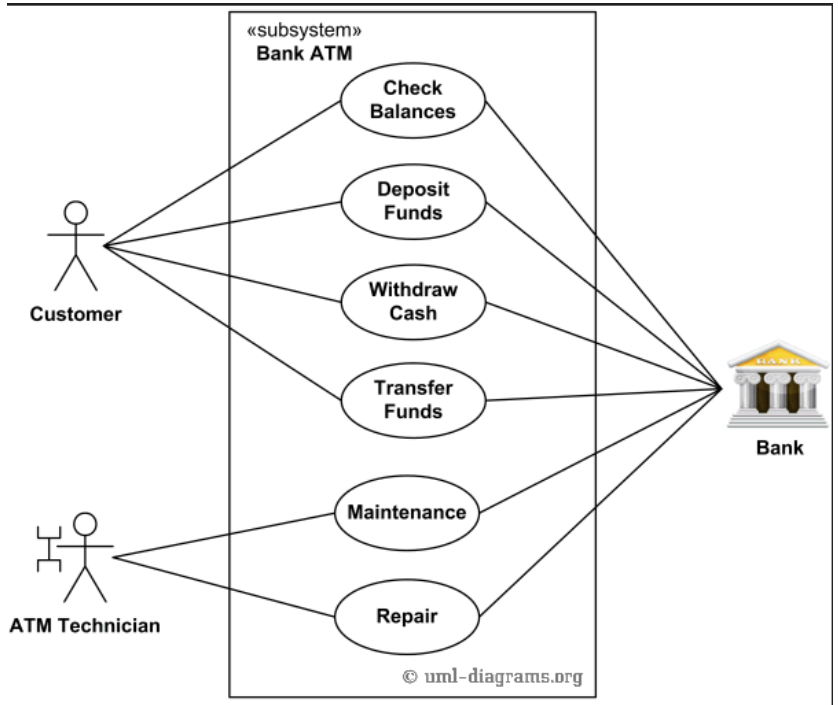 «subsystem»
Bank ATM
Check
Balances
Deposit
Funds
Withdraw
Cash
Customer
Transfer
Funds
BANK
Bank
Maintenance
ATM Technician
Repair
© uml-diagrams.org